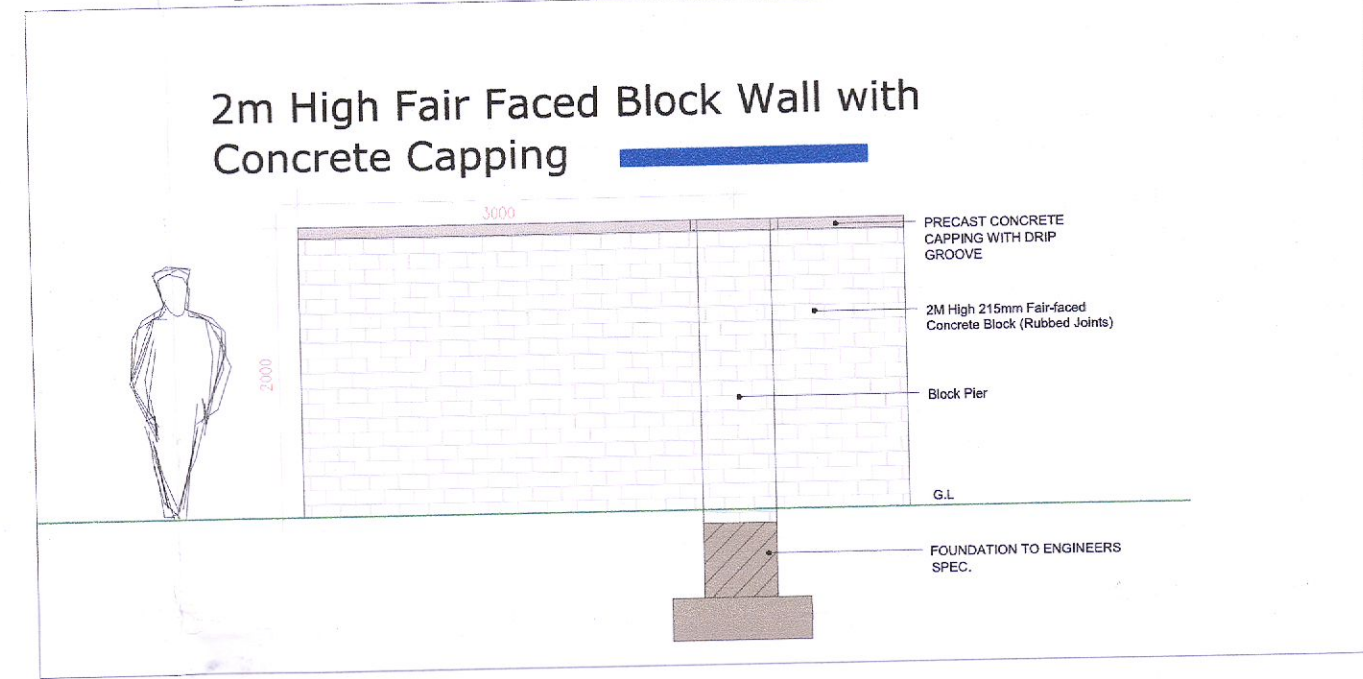 2m High Fair Faced Block Wall with
Concrete Capping
3000
PRECAST CONCRETE
CAPPING WITH DRIP
GROOVE
2M High 215mm Fair-faced
Concrete Block (Rubbed Joints)
2000
Block Pier
G.L
FOUNDATION TO ENGINEERS
SPEC.